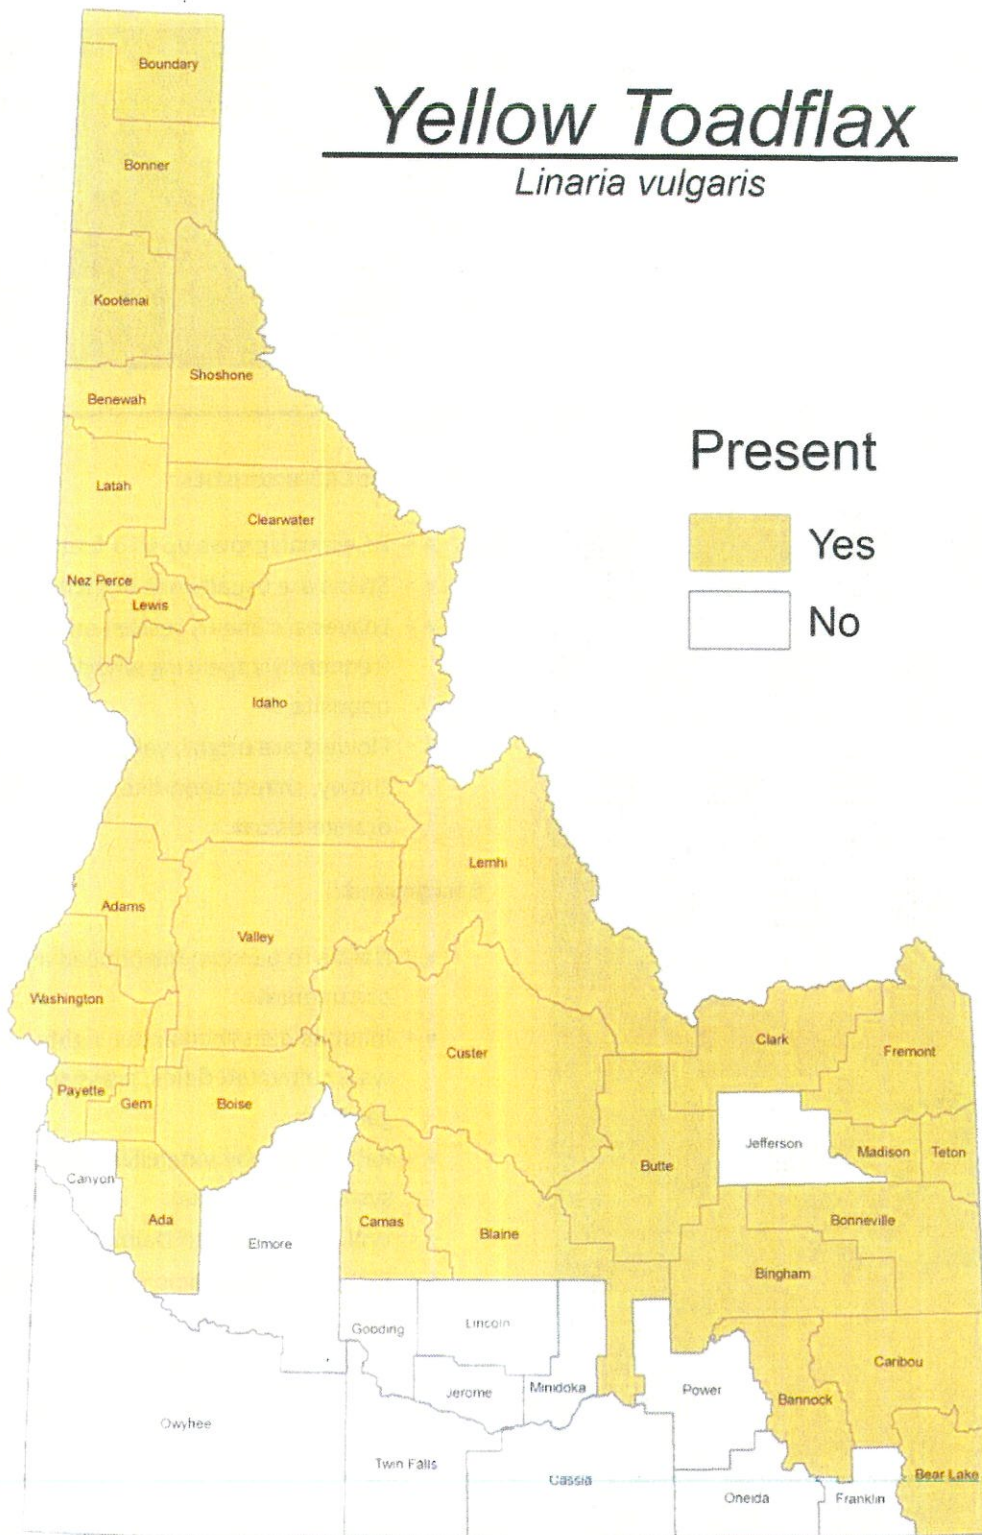 Yellow Toadflax
Linaria vulgaris
Boundary
Bonner
Kootenai
Shoshone
Benewah
Latah
Clearwater
Nez Perce
Lewis
Idaho
Present
Yes
No
Lemhi
Adams
Valley
Washington
Custer
Clark
Fremont
Payette
Gem
Boise
Jefferson
Madison
Teton
Butte
Canyon
Ada
Elmore
Camas
Blaine
Bonneville
Bingham
Gooding
Lincoln
Jerome
Minidoka
Power
Caribou
Bannock
Owyhee
Twin Falls
Cassia
Oneida
Franklin
Bear Lake